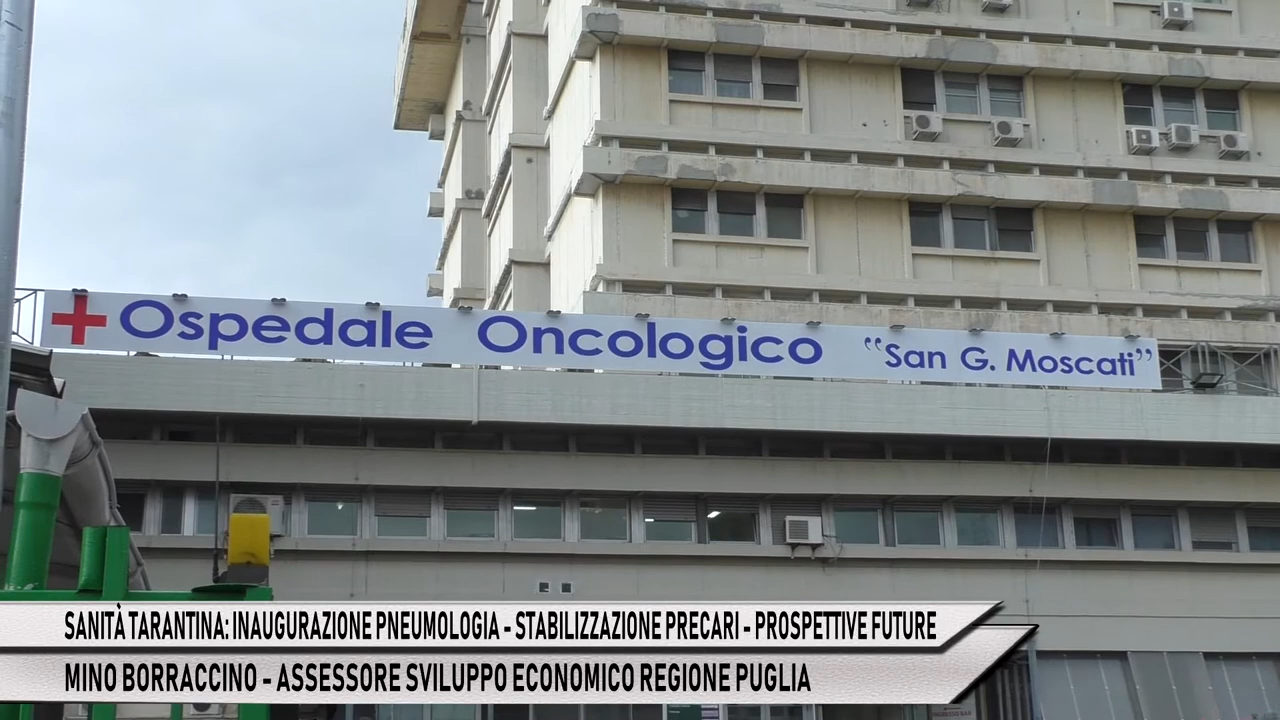 Ospedale Oncologico "San G. Moscati"
SANITÀ TARANTINA: INAUGURAZIONE PNEUMOLOGIA - STABILIZZAZIONE PRECARI - PROSPETTIVE FUTURE
MINO BORRACCINO - ASSESSORE SVILUPPO ECONOMICO REGIONE PUGLIA